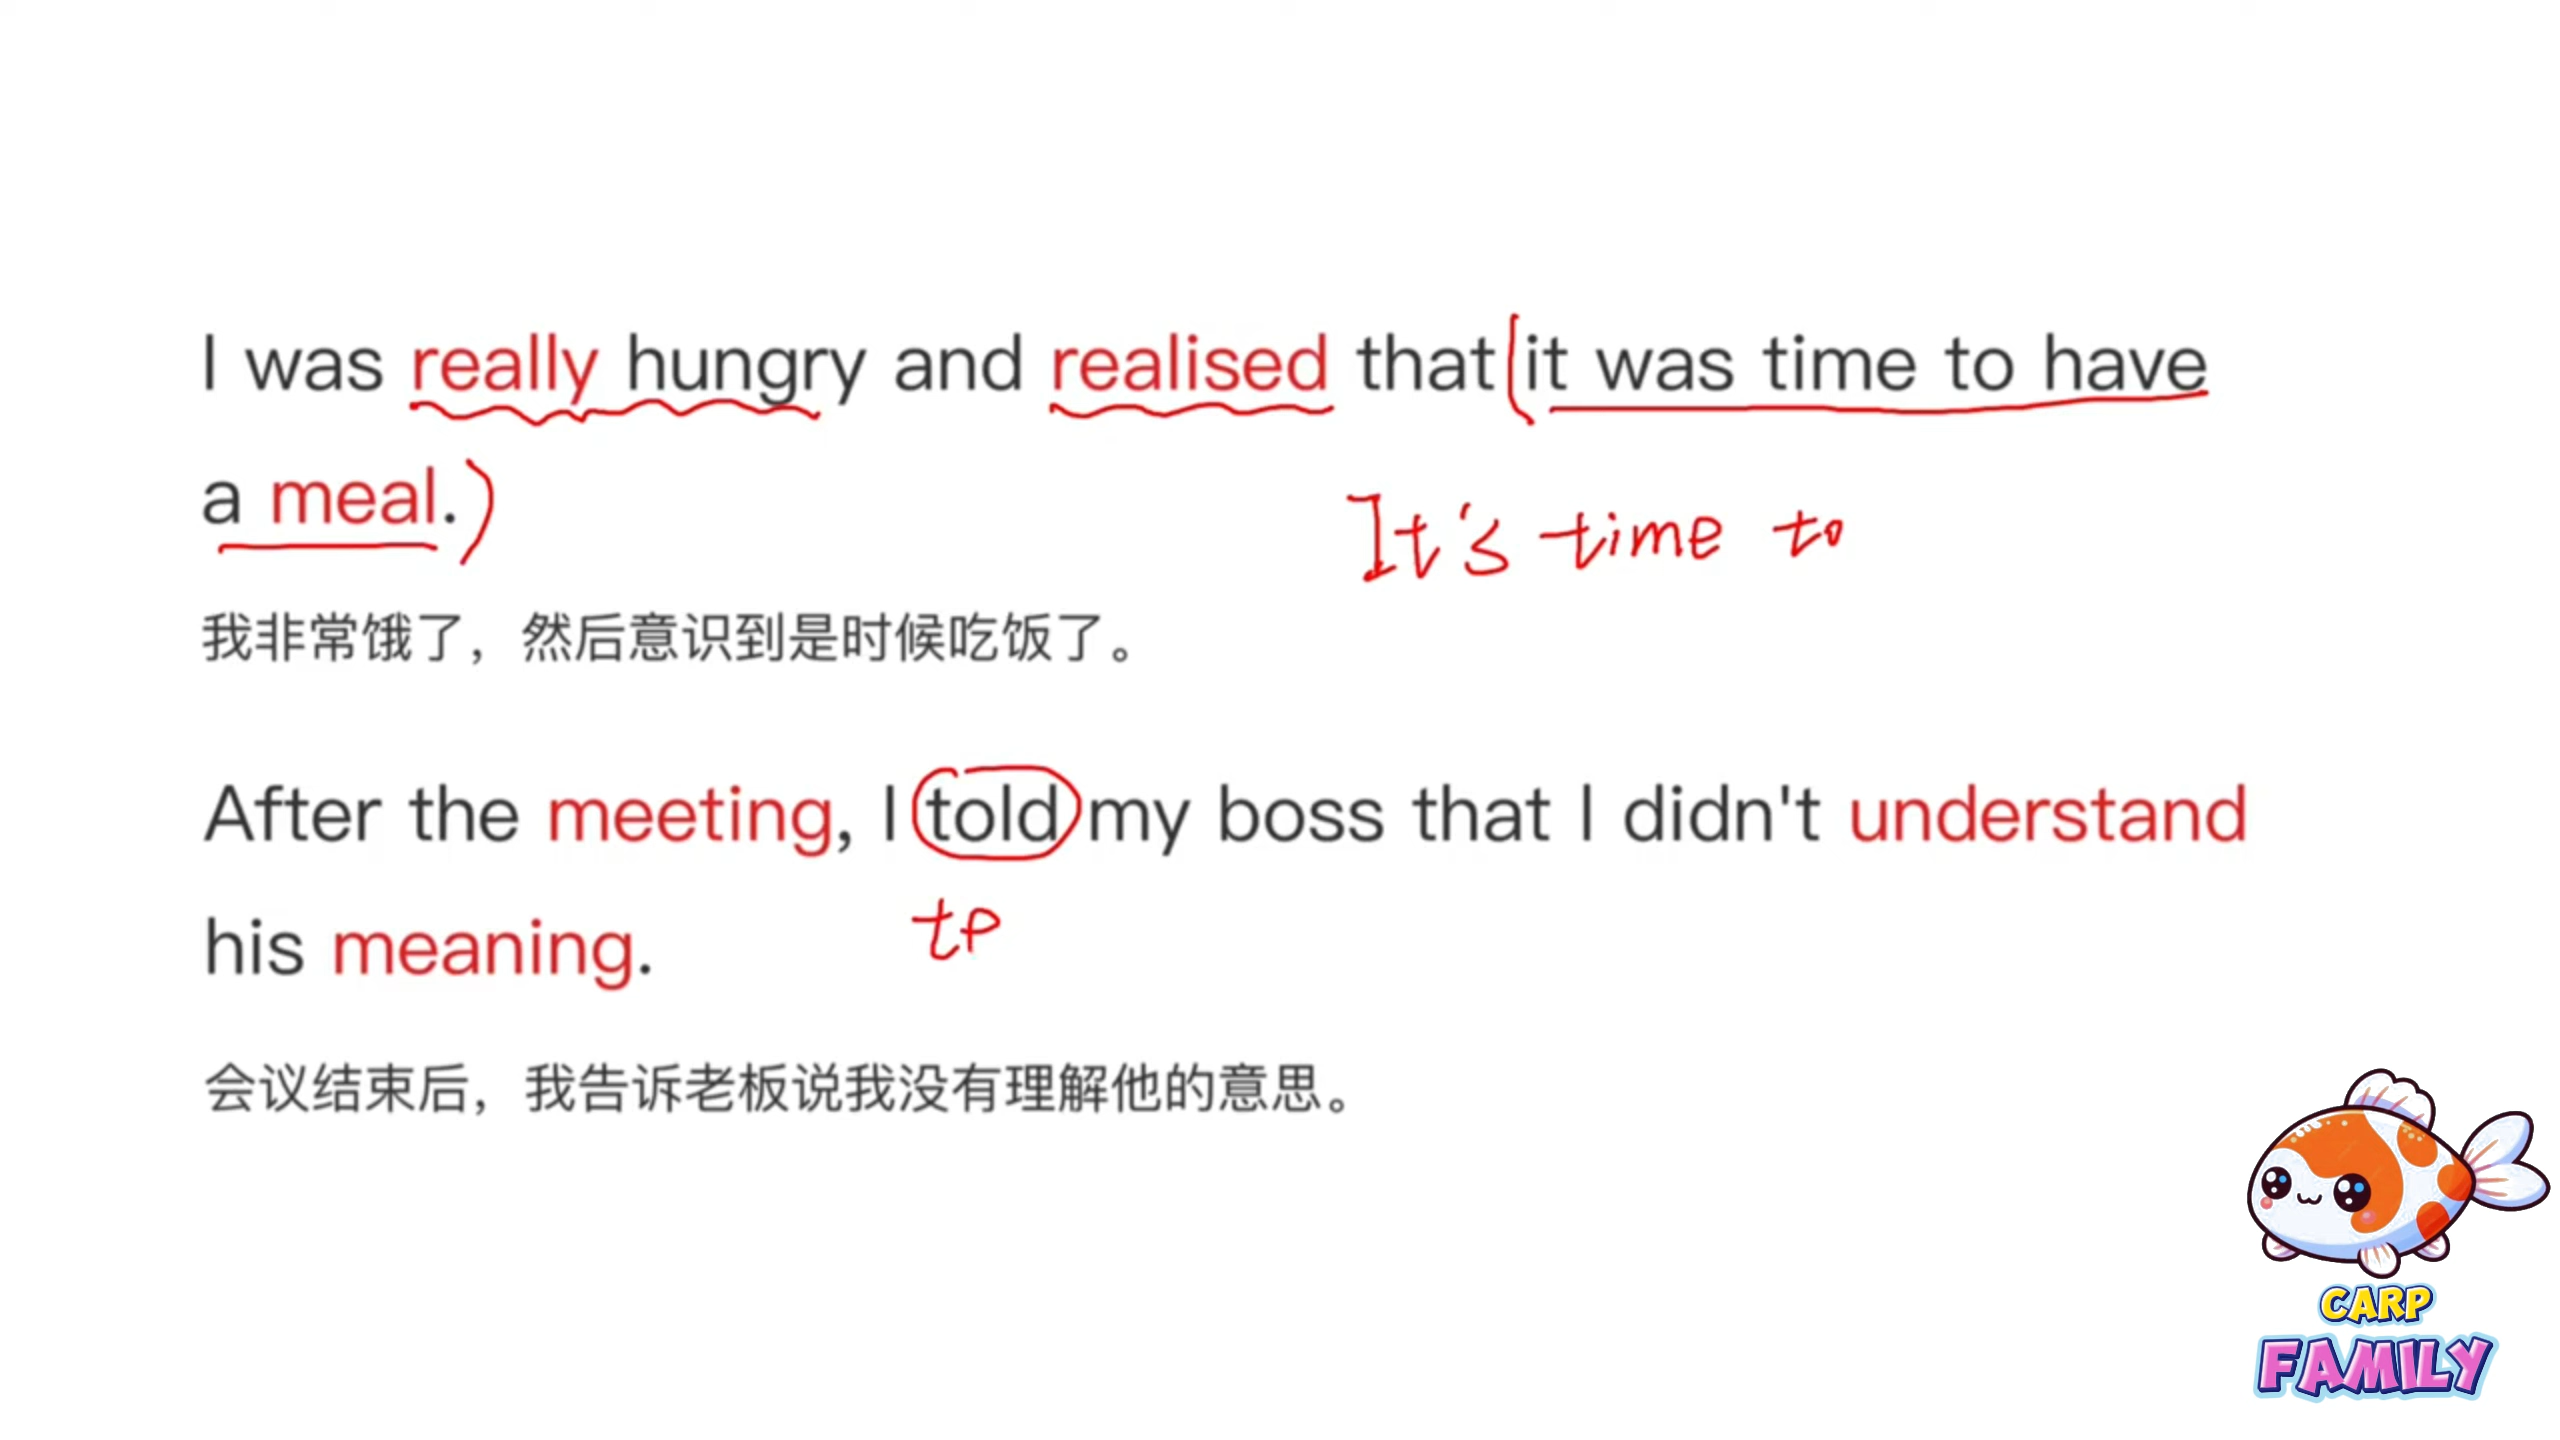 I was really hungry and realised that (it was time to have
a meal.)
It's time to
我非常饿了，然后意识到是时候吃饭了。
After the meeting, I told my boss that I didn't understand
his meaning.
会议结束后，我告诉老板说我没有理解他的意思。
CARP
FAMILY